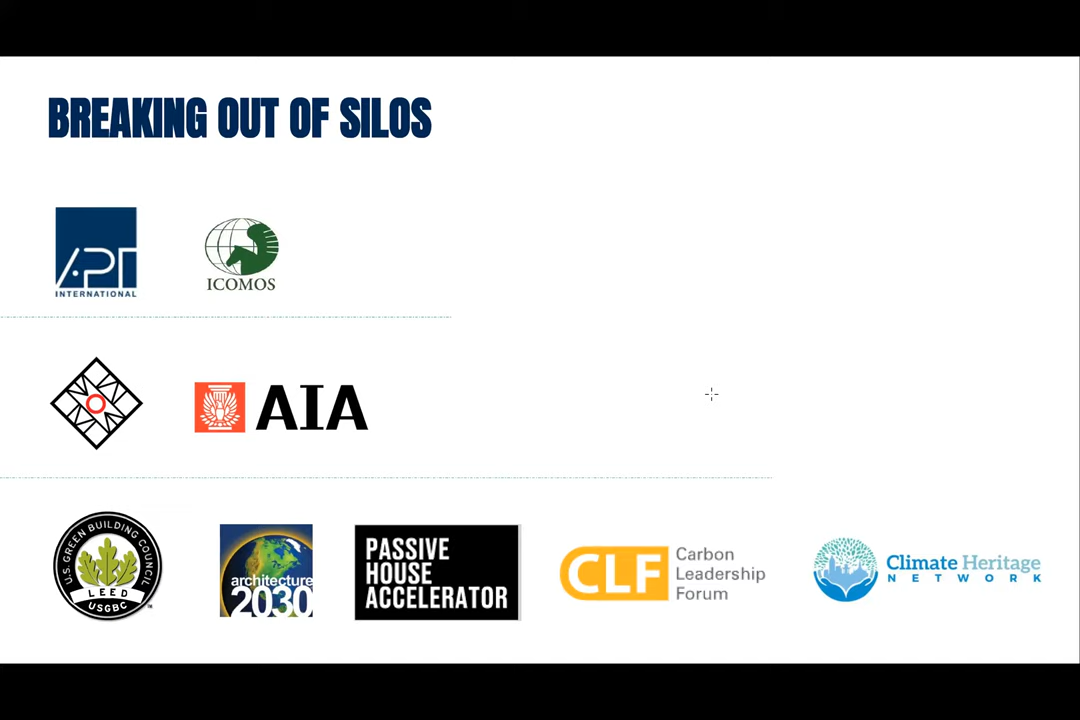 BREAKING OUT OF SILOS
APT
INTERNATIONAL
ICOMOS
AIA
U.S. GREEN BUILDING COUNCIL
LEED
USGBC
architecture
2030
PASSIVE
HOUSE
ACCELERATOR
CLF
Carbon
Leadership
Forum
Climate Heritage
NETWORK